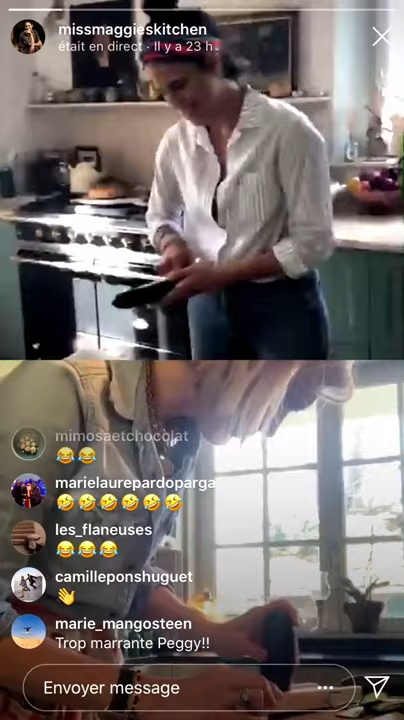 missmaggieskitchen
était en direct · Il y a 23 h
mimosaetchocolat
😂😂
marielaurepardoparga
🤣🤣🤣🤣🤣🤣
les_flaneuses
😂😂😂
camilleponshuguet
👋
marie_mangosteen
Trop marrante Peggy!!
Envoyer message